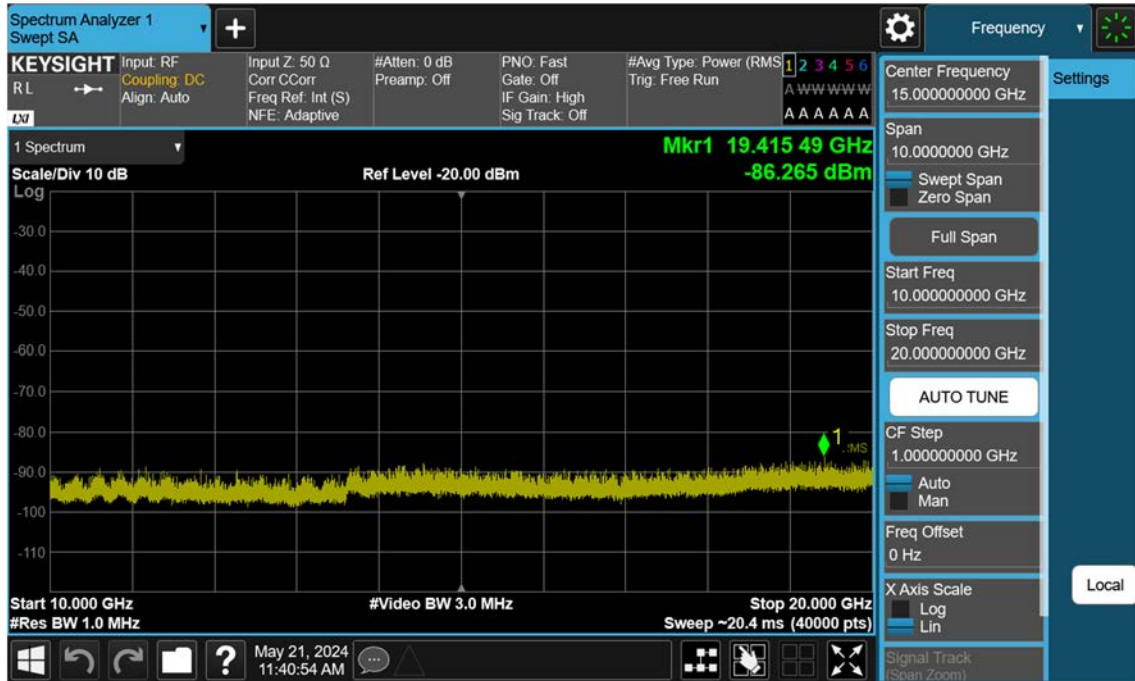 Spectrum Analyzer 1
Swept SA
+
Frequency
KEYSIGHT
RL
LXI
Input: RF
Coupling: DC
Align: Auto
Input Z: 50 Ω
Corr CCorr
Freq Ref: Int (S)
NFE: Adaptive
#Atten: 0 dB
Preamp: Off
PNO: Fast
Gate: Off
IF Gain: High
Sig Track: Off
#Avg Type: Power (RMS
Trig: Free Run
1 2 3 4 5 6
A W W W W W
A A A A A A
1 Spectrum
Mkr1 19.415 49 GHz
Scale/Div 10 dB
Ref Level -20.00 dBm
-86.265 dBm
Log
-30.0
-40.0
-50.0
-60.0
-70.0
-80.0
-90.0
-100
-110
1
Start 10.000 GHz
#Video BW 3.0 MHz
Stop 20.000 GHz
#Res BW 1.0 MHz
Sweep ~20.4 ms (40000 pts)
?
May 21, 2024
11:40:54 AM
Center Frequency
15.000000000 GHz
Settings
Span
10.0000000 GHz
Swept Span
Zero Span
Full Span
Start Freq
10.000000000 GHz
Stop Freq
20.000000000 GHz
AUTO TUNE
CF Step
1.000000000 GHz
Auto
Man
Freq Offset
0 Hz
X Axis Scale
Log
Lin
Local
Signal Track
(Span Zoom)